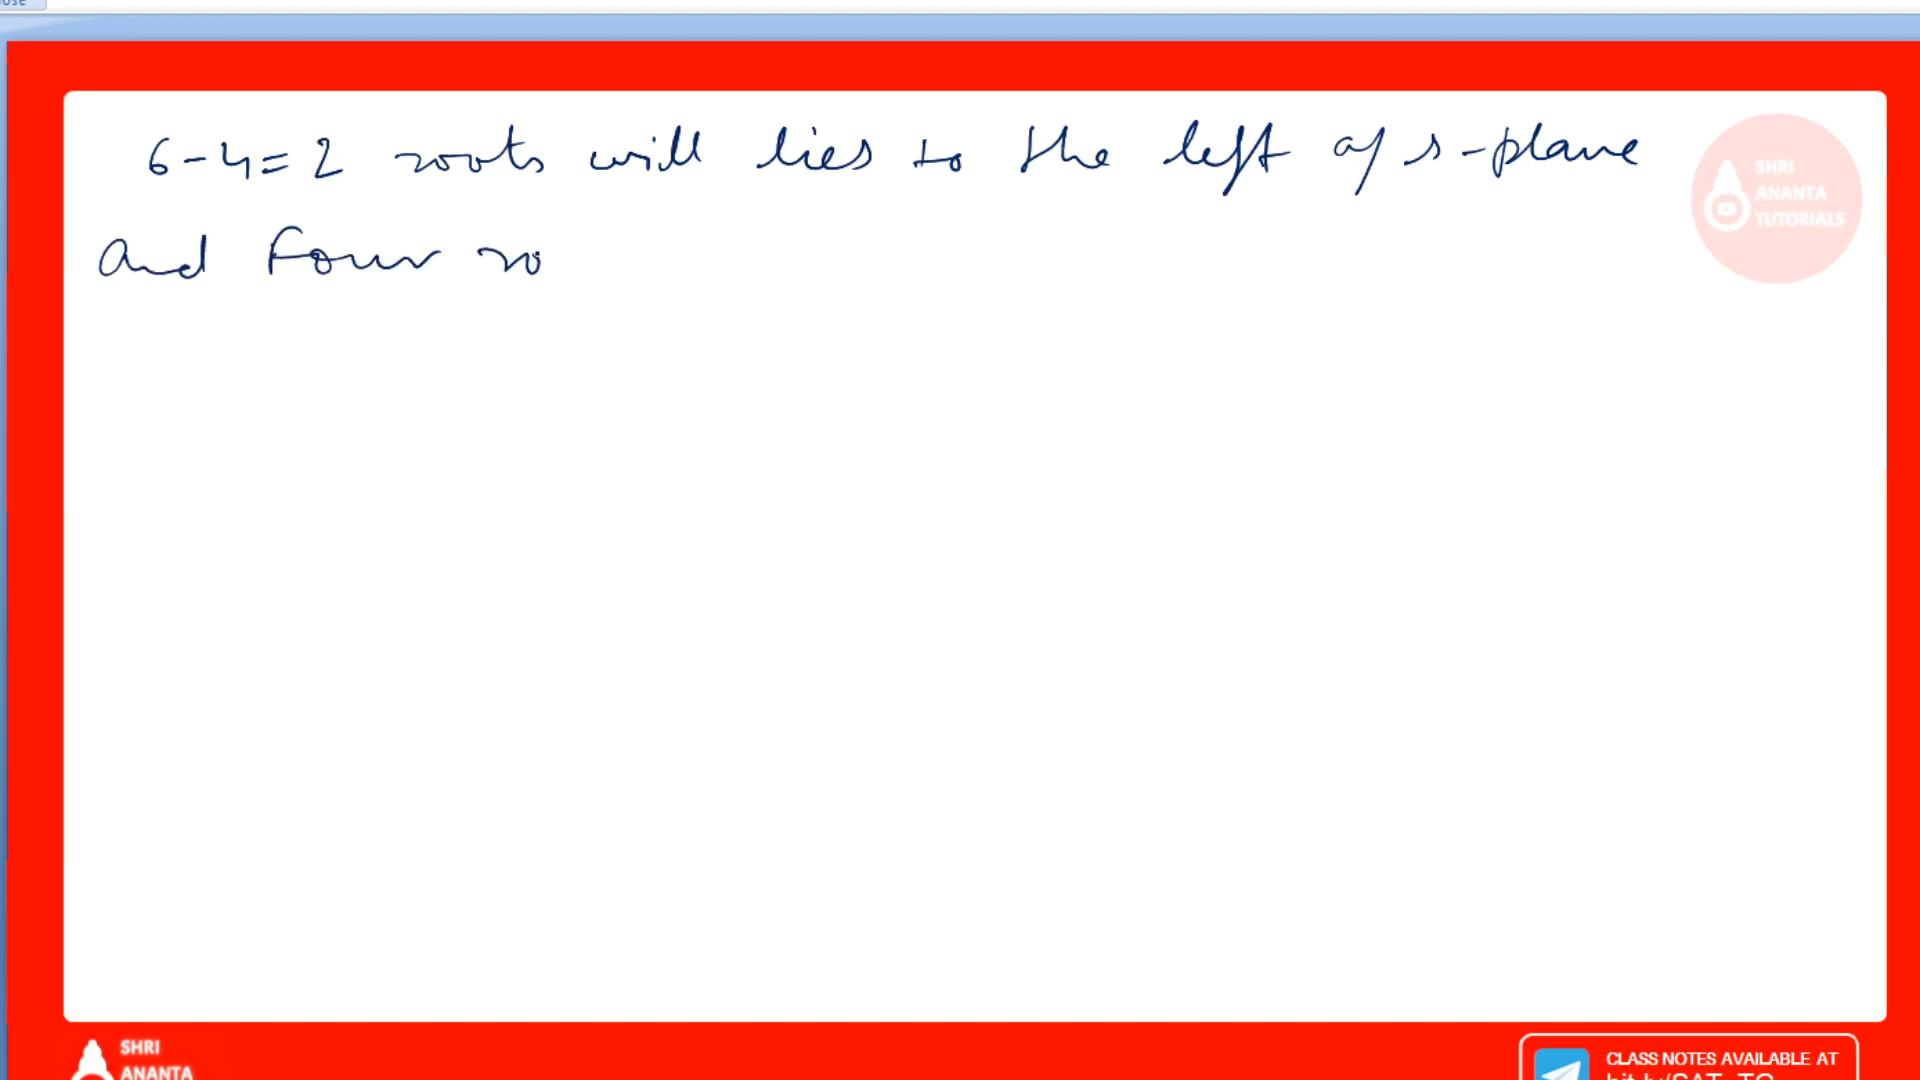 6-4=2 roots will lies to the left of s-plane
and four ro
SHRI
ANANTA
TUTORIALS
SHRI
ANANTA
CLASS NOTES AVAILABLE AT